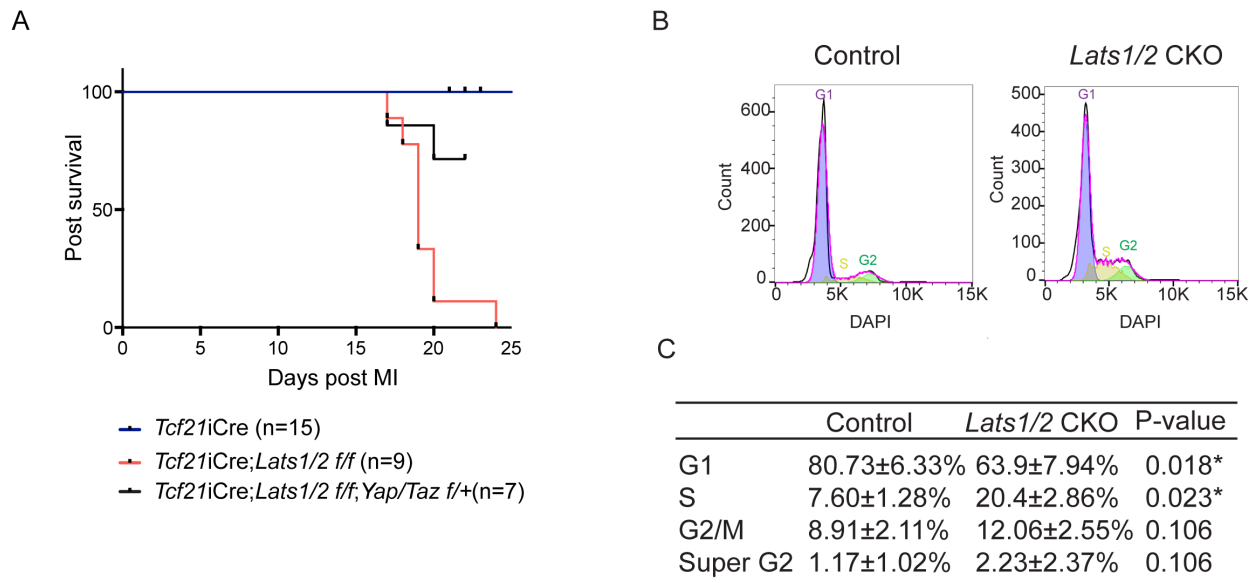 A
Post survival
100
50
0
0 5 10 15 20 25
Days post MI
Tcf21iCre (n=15)
Tcf21iCre;Lats1/2 f/f (n=9)
Tcf21iCre;Lats1/2 f/f;Yap/Taz f/+(n=7)
B
Control
Count
600
400
200
0
G1
S
G2
0 5K 10K 15K
DAPI
Lats1/2 CKO
Count
500
400
300
200
100
0
G1
S
G2
0 5K 10K 15K
DAPI
C
Control Lats1/2 CKO P-value
G1 80.73±6.33% 63.9±7.94% 0.018*
S 7.60±1.28% 20.4±2.86% 0.023*
G2/M 8.91±2.11% 12.06±2.55% 0.106
Super G2 1.17±1.02% 2.23±2.37% 0.106